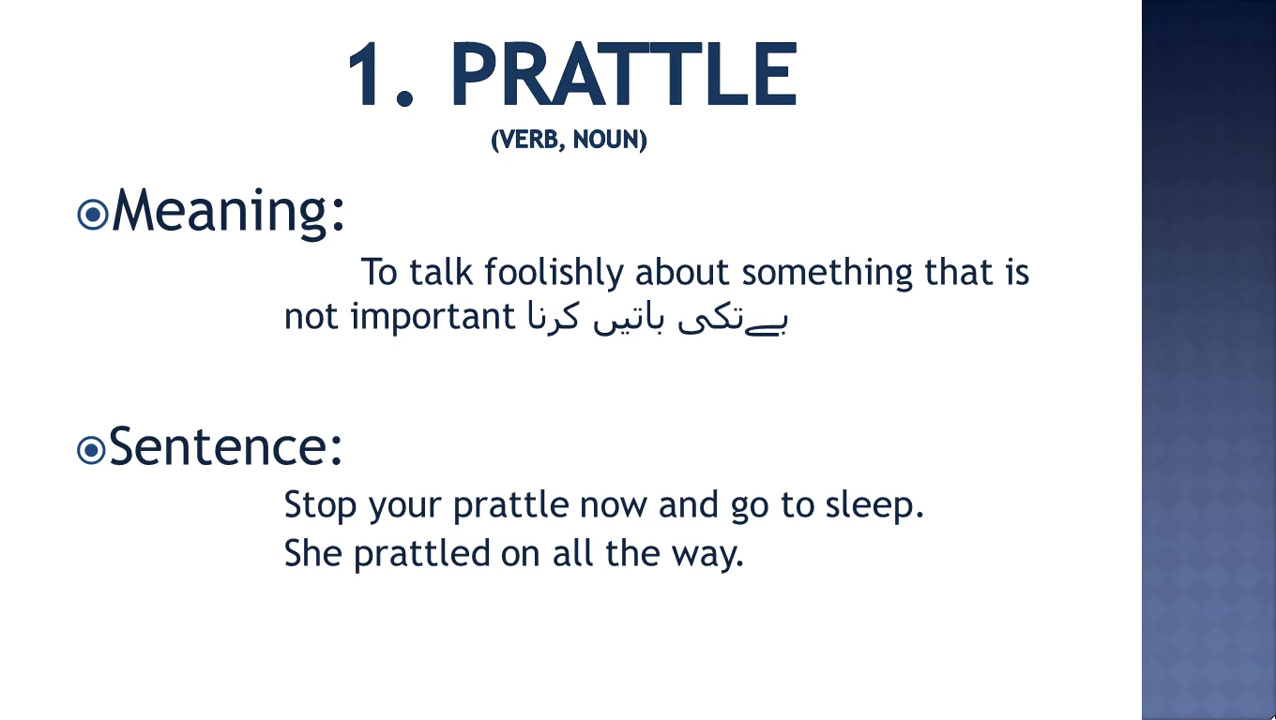 1. PRATTLE
(VERB, NOUN)
Meaning:
To talk foolishly about something that is
not important بےتکی باتیں کرنا
Sentence:
Stop your prattle now and go to sleep.
She prattled on all the way.